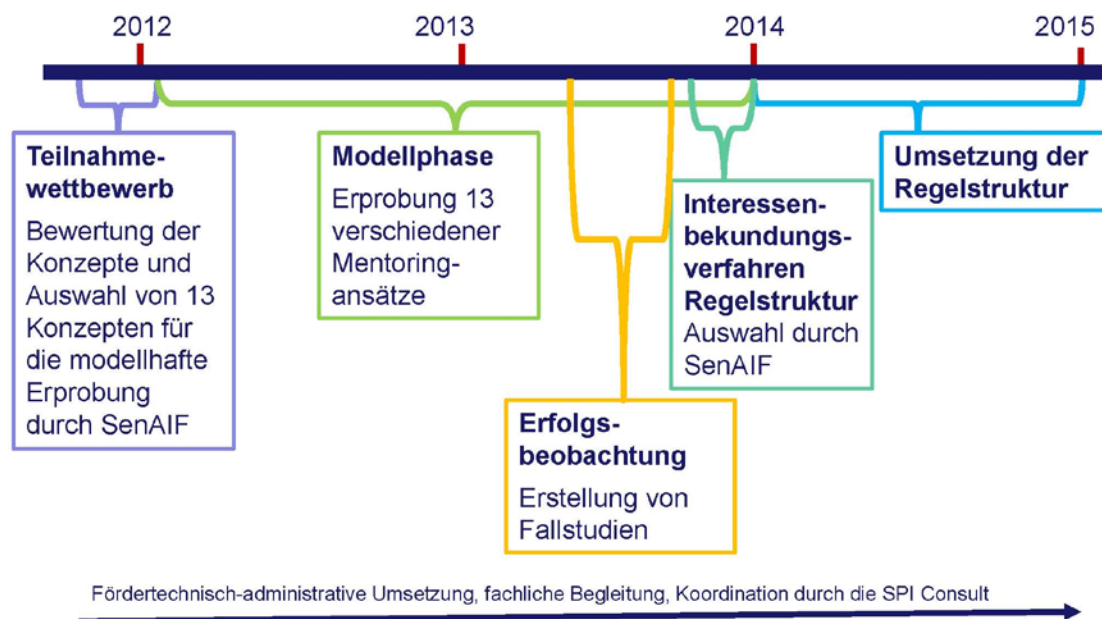 2012
2013
2014
2015
Teilnahme-
wettbewerb
Bewertung der
Konzepte und
Auswahl von 13
Konzepten für
die modellhafte
Erprobung
durch SenAIF
Modellphase
Erprobung 13
verschiedener
Mentoring-
ansätze
Erfolgs-
beobachtung
Erstellung von
Fallstudien
Interessen-
bekundungs-
verfahren
Regelstruktur
Auswahl durch
SenAIF
Umsetzung der
Regelstruktur
Fördertechnisch-administrative Umsetzung, fachliche Begleitung, Koordination durch die SPI Consult